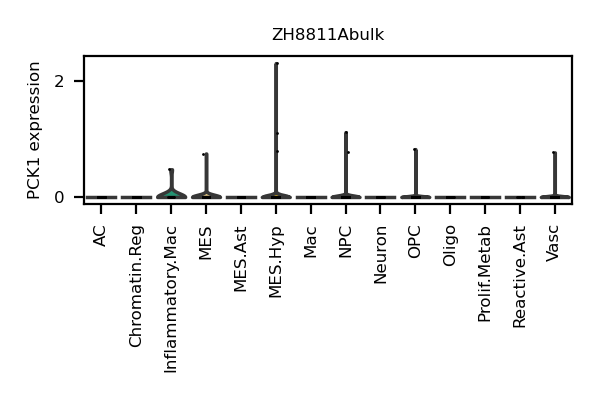 ZH8811Abulk
PCK1 expression
2
0
AC
Chromatin.Reg
Inflammatory.Mac
MES
MES.Ast
MES.Hyp
Mac
NPC
Neuron
OPC
Oligo
Prolif.Metab
Reactive.Ast
Vasc